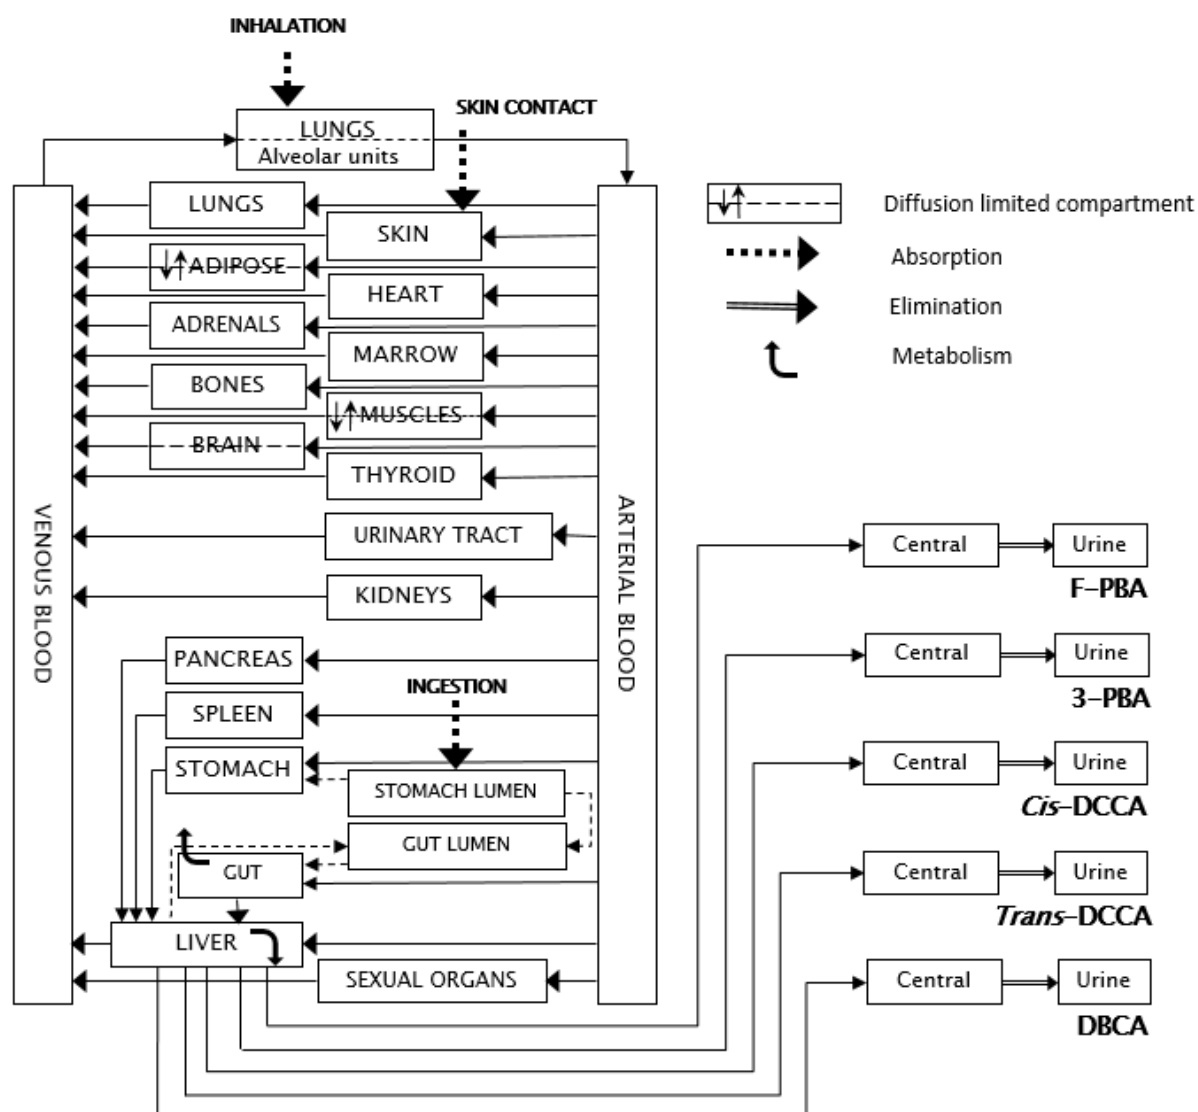 INHALATION
SKIN CONTACT
LUNGS
Alveolar units
LUNGS
SKIN
ADIPOSE
HEART
ADRENALS
MARROW
BONES
MUSCLES
BRAIN
THYROID
URINARY TRACT
KIDNEYS
PANCREAS
INGESTION
SPLEEN
STOMACH
STOMACH LUMEN
GUT LUMEN
GUT
LIVER
SEXUAL ORGANS
VENOUS BLOOD
ARTERIAL BLOOD
Diffusion limited compartment
Absorption
Elimination
Metabolism
Central Urine
F-PBA
Central Urine
3-PBA
Central Urine
Cis-DCCA
Central Urine
Trans-DCCA
Central Urine
DBCA